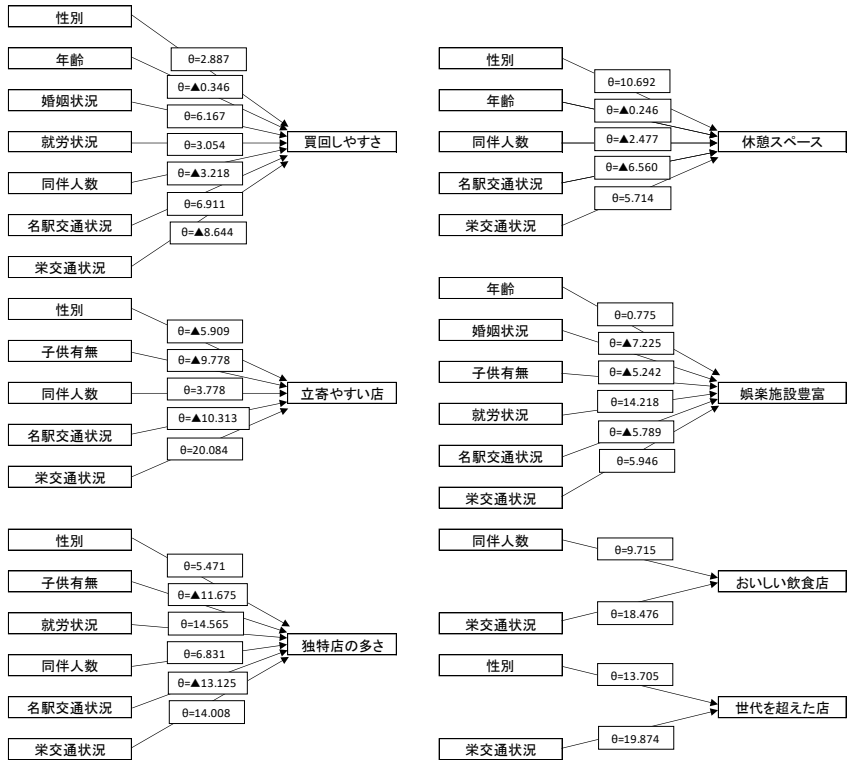 性別
年齢
婚姻状況
就労状況
同伴人数
名駅交通状況
栄交通状況
θ=2.887
θ=▲0.346
θ=6.167
θ=3.054
θ=▲3.218
θ=6.911
θ=▲8.644
買回しやすさ
性別
子供有無
同伴人数
名駅交通状況
栄交通状況
θ=▲5.909
θ=▲9.778
θ=3.778
θ=▲10.313
θ=20.084
立寄やすい店
性別
子供有無
就労状況
同伴人数
名駅交通状況
栄交通状況
θ=5.471
θ=▲11.675
θ=14.565
θ=6.831
θ=▲13.125
θ=14.008
独特店の多さ
性別
年齢
同伴人数
名駅交通状況
栄交通状況
θ=10.692
θ=▲0.246
θ=▲2.477
θ=▲6.560
θ=5.714
休憩スペース
年齢
婚姻状況
子供有無
就労状況
名駅交通状況
栄交通状況
θ=0.775
θ=▲7.225
θ=▲5.242
θ=14.218
θ=▲5.789
θ=5.946
娯楽施設豊富
同伴人数
栄交通状況
θ=9.715
θ=18.476
おいしい飲食店
性別
栄交通状況
θ=13.705
θ=19.874
世代を超えた店